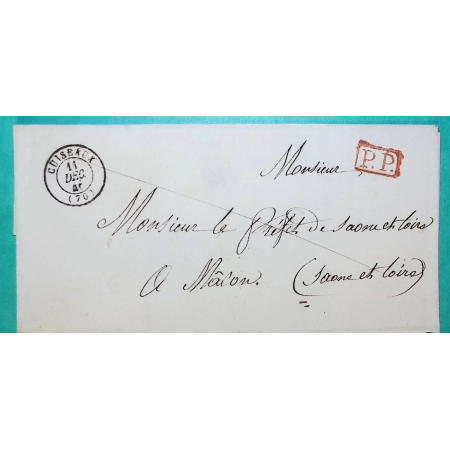 CUISEAUX
11
DEC.
(70)
P.P.
Monsieur
Monsieur le Préfet de Saone et Loire
a Mâcon. (Saone et Loire)